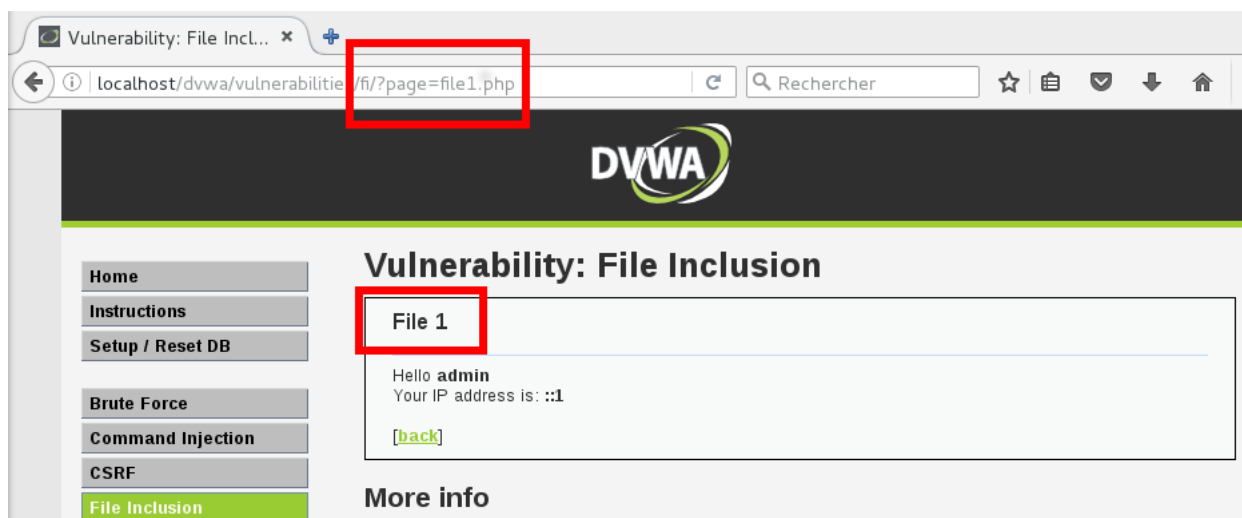 Vulnerability: File Incl... ×
localhost/dvwa/vulnerabilitie /fi/?page=file1.php
Rechercher
DVWA
Home
Instructions
Setup / Reset DB
Brute Force
Command Injection
CSRF
File Inclusion
Vulnerability: File Inclusion
File 1
Hello admin
Your IP address is: ::1
[back]
More info